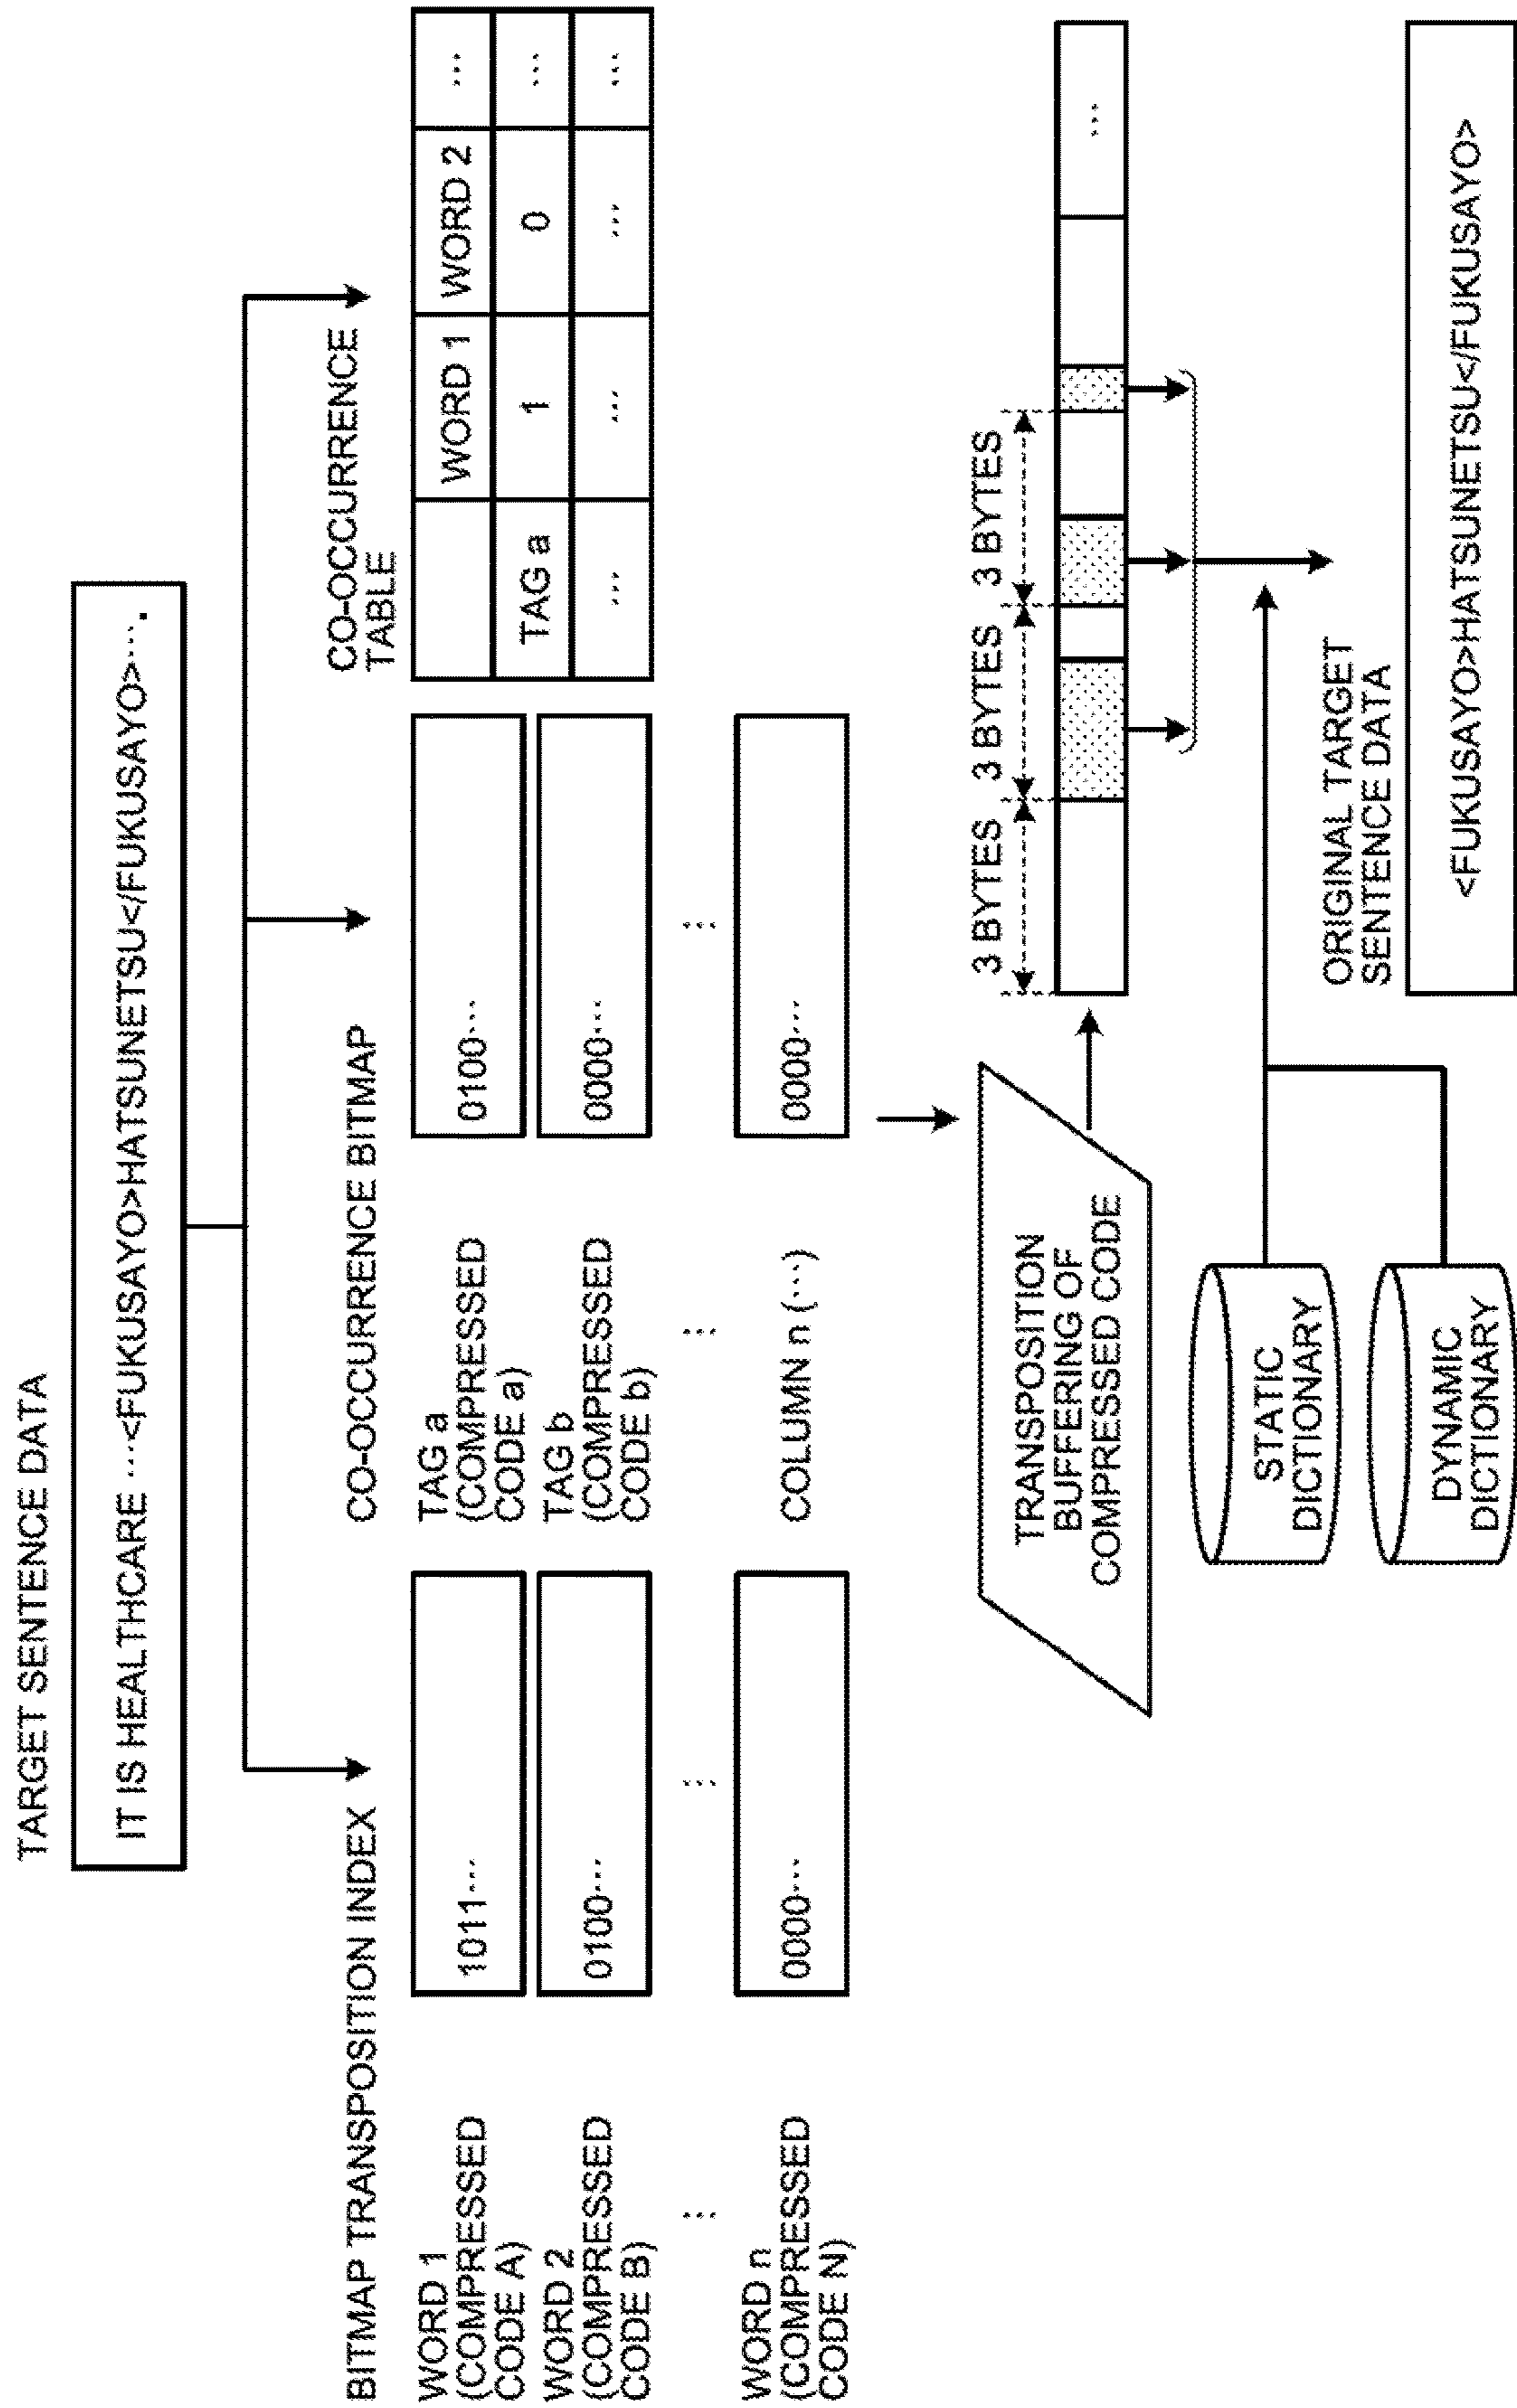 TARGET SENTENCE DATA
IT IS HEALTHCARE ···<FUKUSAYO>HATSUNETSU</FUKUSAYO>···.
BITMAP TRANSPOSITION INDEX
WORD 1
(COMPRESSED
CODE A)
1011···
WORD 2
(COMPRESSED
CODE B)
0100···
⋮
⋮
WORD n
(COMPRESSED
CODE N)
0000···
CO-OCCURRENCE BITMAP
TAG a
(COMPRESSED
CODE a)
0100···
TAG b
(COMPRESSED
CODE b)
0000···
⋮
⋮
COLUMN n (···)
0000···
CO-OCCURRENCE
TABLE
WORD 1 WORD 2 ···
TAG a 1 0 ···
··· ··· ··· ···
TRANSPOSITION
BUFFERING OF
COMPRESSED CODE
3 BYTES 3 BYTES 3 BYTES
···
STATIC
DICTIONARY
DYNAMIC
DICTIONARY
ORIGINAL TARGET
SENTENCE DATA
<FUKUSAYO>HATSUNETSU</FUKUSAYO>